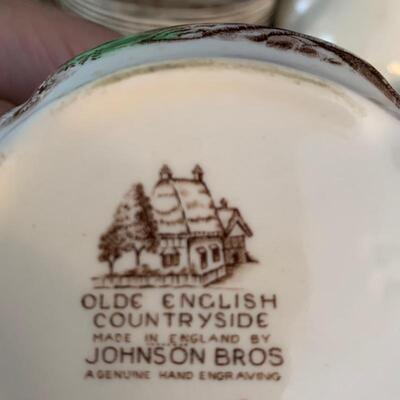 OLDE ENGLISH
COUNTRYSIDE
MADE IN ENGLAND BY
JOHNSON BROS
A GENUINE HAND ENGRAVING